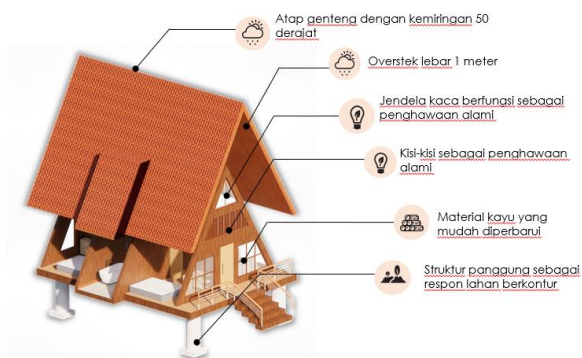 Atap genteng dengan kemiringan 50
derajat
Overstek lebar 1 meter
Jendela kaca berfungsi sebagai
penghawaan alami
Kisi-kisi sebagai penghawaan
alami
Material kayu yang
mudah diperbarui
Struktur panggung sebagai
respon lahan berkontur